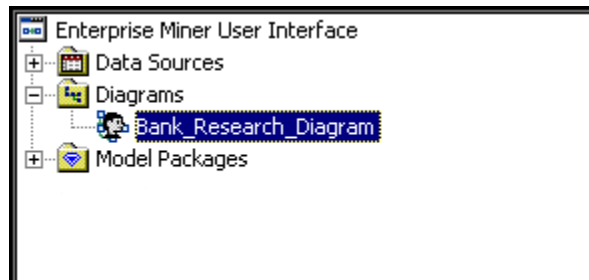 Enterprise Miner User Interface
Data Sources
Diagrams
Bank_Research_Diagram
Model Packages